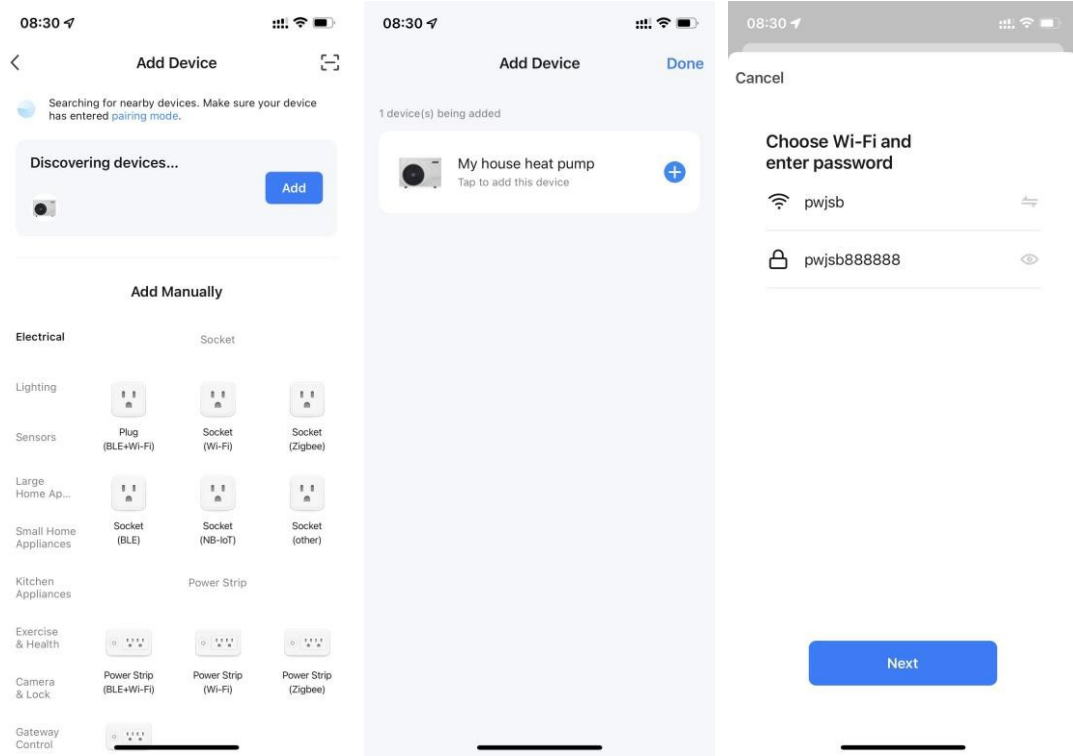 08:30
Add Device
Searching for nearby devices. Make sure your device
has entered pairing mode.
Discovering devices...
Add
Add Manually
Electrical
Socket
Lighting
Plug
(BLE+Wi-Fi)
Socket
(Wi-Fi)
Socket
(Zigbee)
Sensors
Large
Home Ap...
Socket
(BLE)
Socket
(NB-IoT)
Socket
(other)
Small Home
Appliances
Kitchen
Appliances
Power Strip
Exercise
& Health
Power Strip
(BLE+Wi-Fi)
Power Strip
(Wi-Fi)
Power Strip
(Zigbee)
Camera
& Lock
Gateway
Control
08:30
Add Device
Done
1 device(s) being added
My house heat pump
Tap to add this device
08:30
Cancel
Choose Wi-Fi and
enter password
pwjsb
pwjsb888888
Next